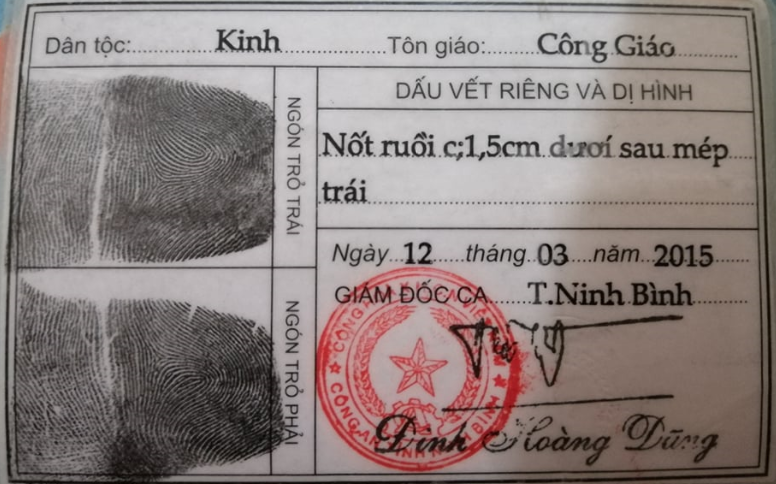 Dân tộc: Kinh Tôn giáo: Công Giáo
NGÓN TRỎ TRÁI
NGÓN TRỎ PHẢI
DẤU VẾT RIÊNG VÀ DỊ HÌNH
Nốt ruồi c;1,5cm dưới sau mép
trái
Ngày 12 tháng 03 năm 2015
GIÁM ĐỐC CA T.Ninh Bình
Đinh Hoàng Dũng